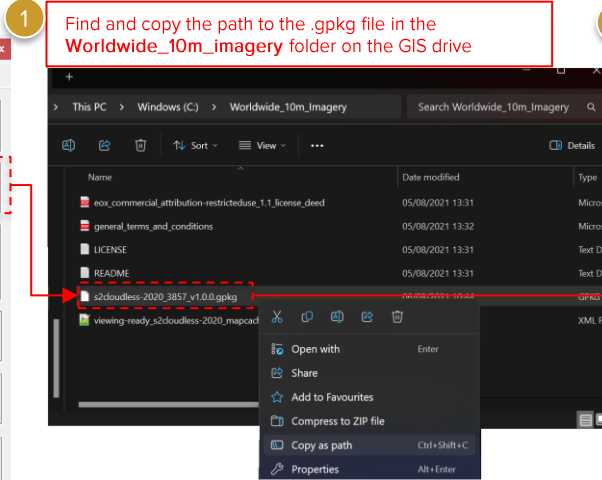 1
Find and copy the path to the .gpkg file in the
Worldwide_10m_imagery folder on the GIS drive
This PC > Windows (C:) > Worldwide_10m_Imagery
Search Worldwide_10m_Imagery
Sort
View
Details
Name
Date modified
Type
eox_commercial_attribution-restricteduse_1.1_license_deed 05/08/2021 13:31 Micros
general_terms_and_conditions 05/08/2021 13:32 Micros
LICENSE 05/08/2021 13:31 Text D
README 05/08/2021 13:31 Text D
s2cloudless-2020_3857_v1.0.0.gpkg GPKG
viewing-ready_s2cloudless-2020_mapcac XML F
Open with Enter
Share
Add to Favourites
Compress to ZIP file
Copy as path Ctrl+Shift+C
Properties Alt+Enter